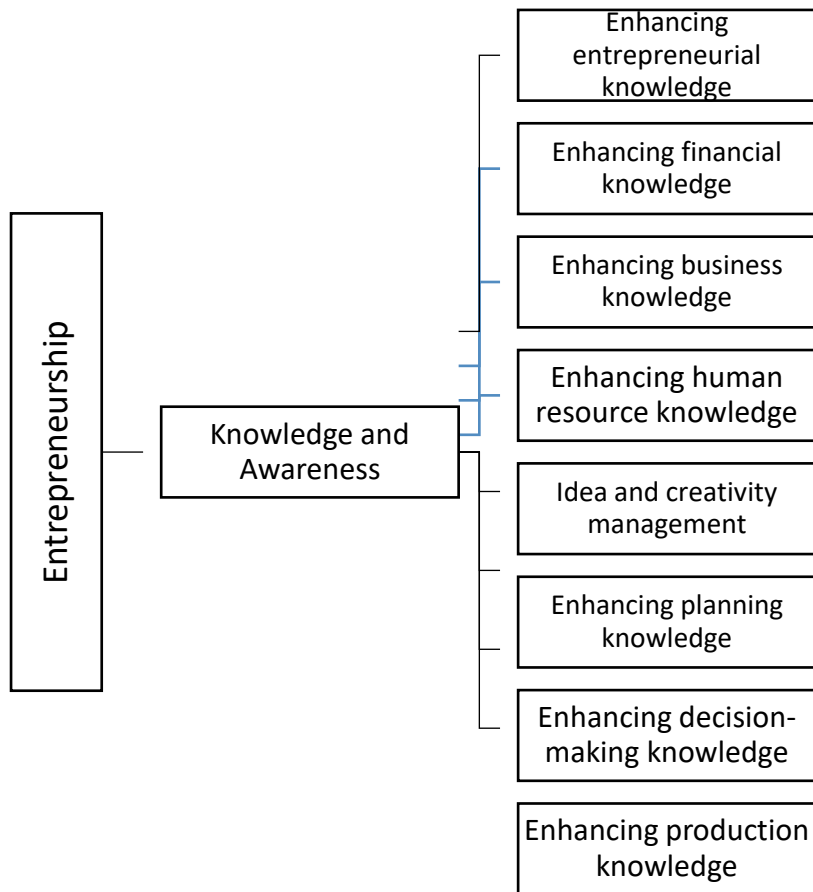 Entrepreneurship
Knowledge and
Awareness
Enhancing
entrepreneurial
knowledge
Enhancing financial
knowledge
Enhancing business
knowledge
Enhancing human
resource knowledge
Idea and creativity
management
Enhancing planning
knowledge
Enhancing decision-
making knowledge
Enhancing production
knowledge